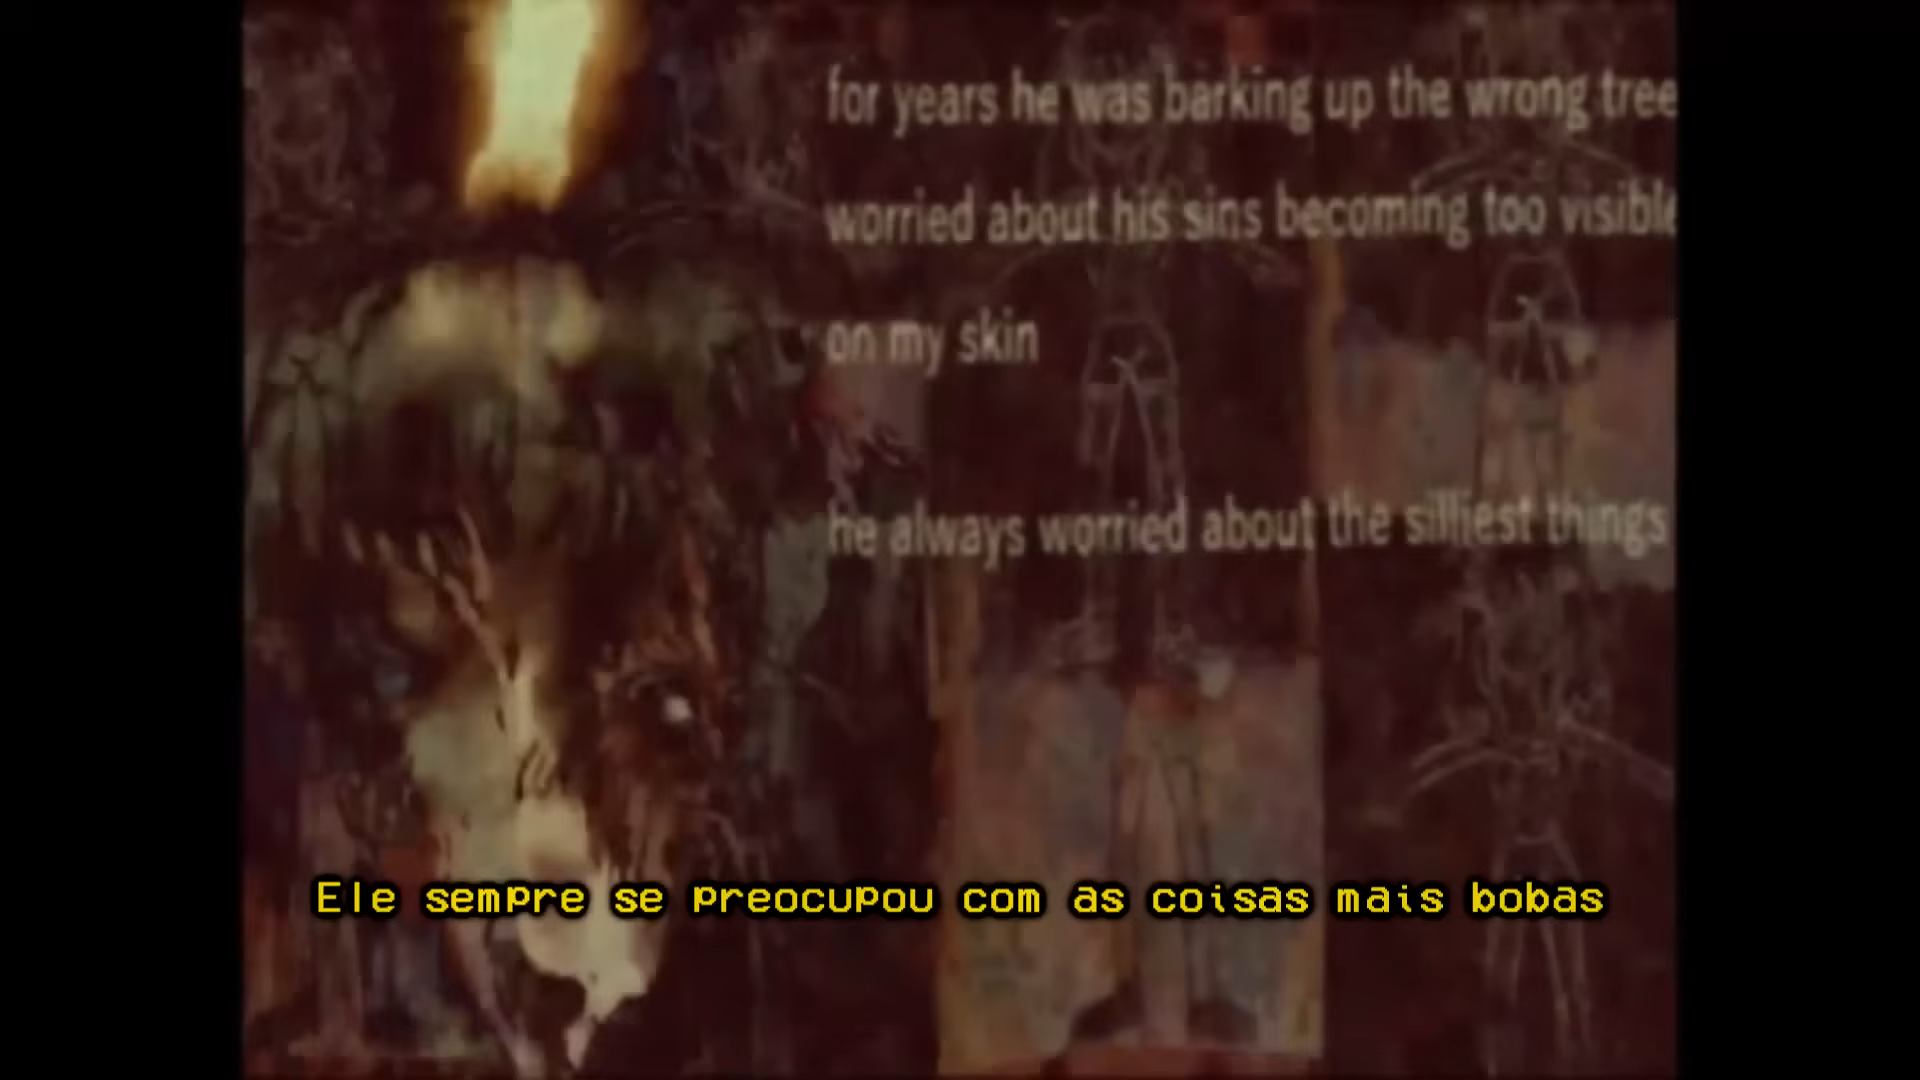 for years he was barking up the wrong tree
worried about his sins becoming too visible
on my skin
he always worried about the silliest things
Ele sempre se preocupou com as coisas mais bobas